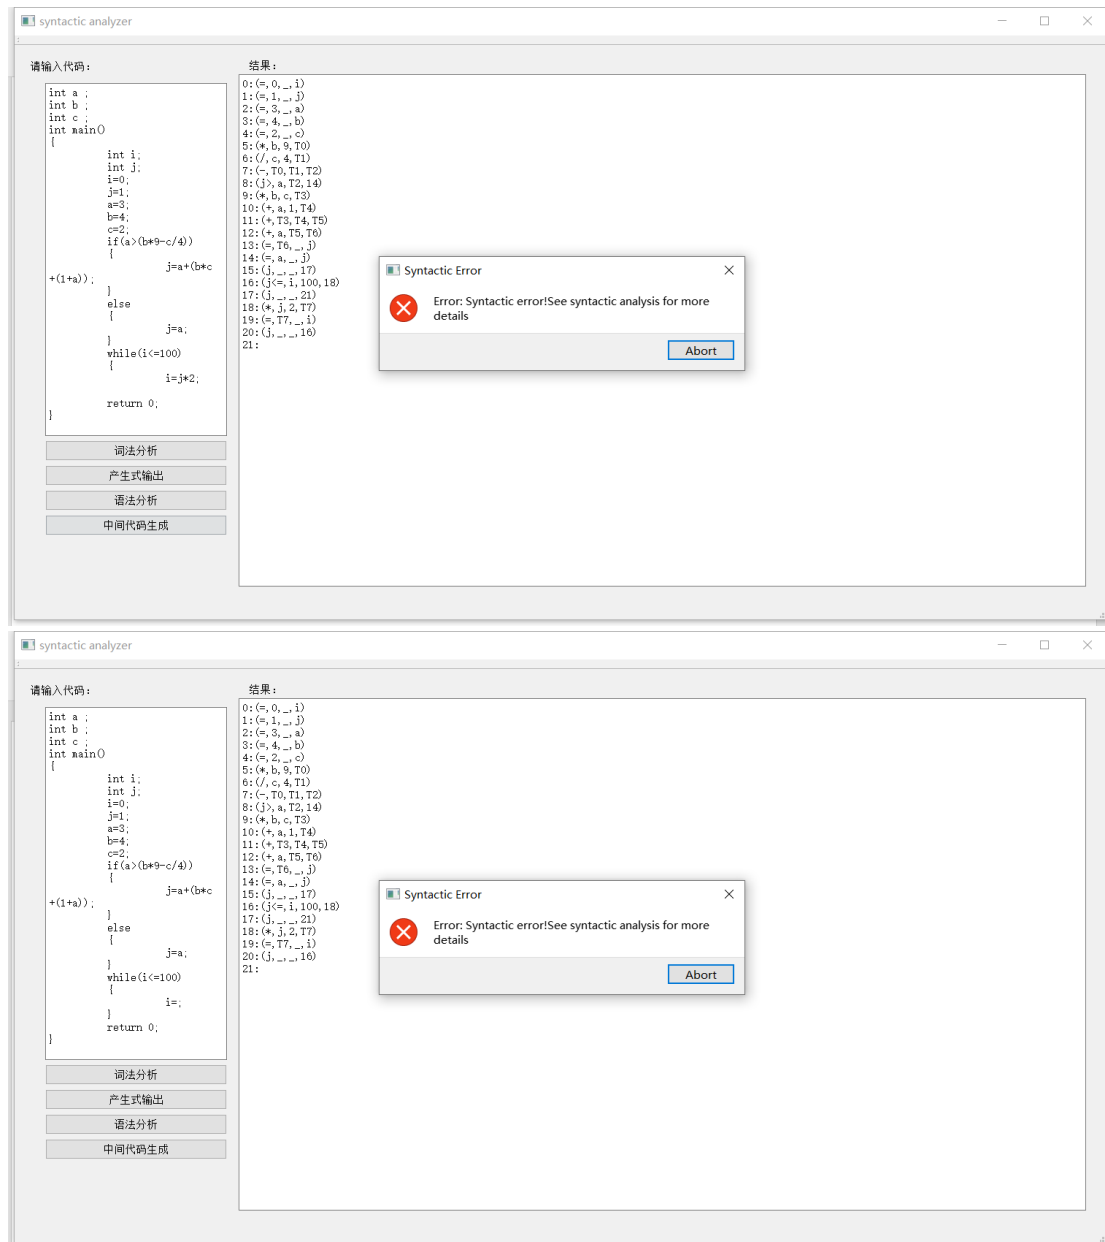 syntactic analyzer
请输入代码：
int a ;
int b ;
int c ;
int main()
{
int i;
int j;
i=0;
j=1;
a=3;
b=4;
c=2;
if(a>(b*9-c/4))
{
j=a+(b*c
+(1+a));
}
else
{
j=a;
}
while(i<=100)
{
i=j*2;
return 0;
}
词法分析
产生式输出
语法分析
中间代码生成
结果：
0:(=,0,_,i)
1:(=,1,_,j)
2:(=,3,_,a)
3:(=,4,_,b)
4:(=,2,_,c)
5:(*,b,9,T0)
6:(/,c,4,T1)
7:(-,T0,T1,T2)
8:(j>,a,T2,14)
9:(*,b,c,T3)
10:(+,a,1,T4)
11:(+,T3,T4,T5)
12:(+,a,T5,T6)
13:(=,T6,_,j)
14:(=,a,_,j)
15:(j,_,_,17)
16:(j<=,i,100,18)
17:(j,_,_,21)
18:(*,j,2,T7)
19:(=,T7,_,i)
20:(j,_,_,16)
21:
Syntactic Error
Error: Syntactic error!See syntactic analysis for more
details
Abort
syntactic analyzer
请输入代码：
int a ;
int b ;
int c ;
int main()
{
int i;
int j;
i=0;
j=1;
a=3;
b=4;
c=2;
if(a>(b*9-c/4))
{
j=a+(b*c
+(1+a));
}
else
{
j=a;
}
while(i<=100)
{
i=;
}
return 0;
}
词法分析
产生式输出
语法分析
中间代码生成
结果：
0:(=,0,_,i)
1:(=,1,_,j)
2:(=,3,_,a)
3:(=,4,_,b)
4:(=,2,_,c)
5:(*,b,9,T0)
6:(/,c,4,T1)
7:(-,T0,T1,T2)
8:(j>,a,T2,14)
9:(*,b,c,T3)
10:(+,a,1,T4)
11:(+,T3,T4,T5)
12:(+,a,T5,T6)
13:(=,T6,_,j)
14:(=,a,_,j)
15:(j,_,_,17)
16:(j<=,i,100,18)
17:(j,_,_,21)
18:(*,j,2,T7)
19:(=,T7,_,i)
20:(j,_,_,16)
21:
Syntactic Error
Error: Syntactic error!See syntactic analysis for more
details
Abort